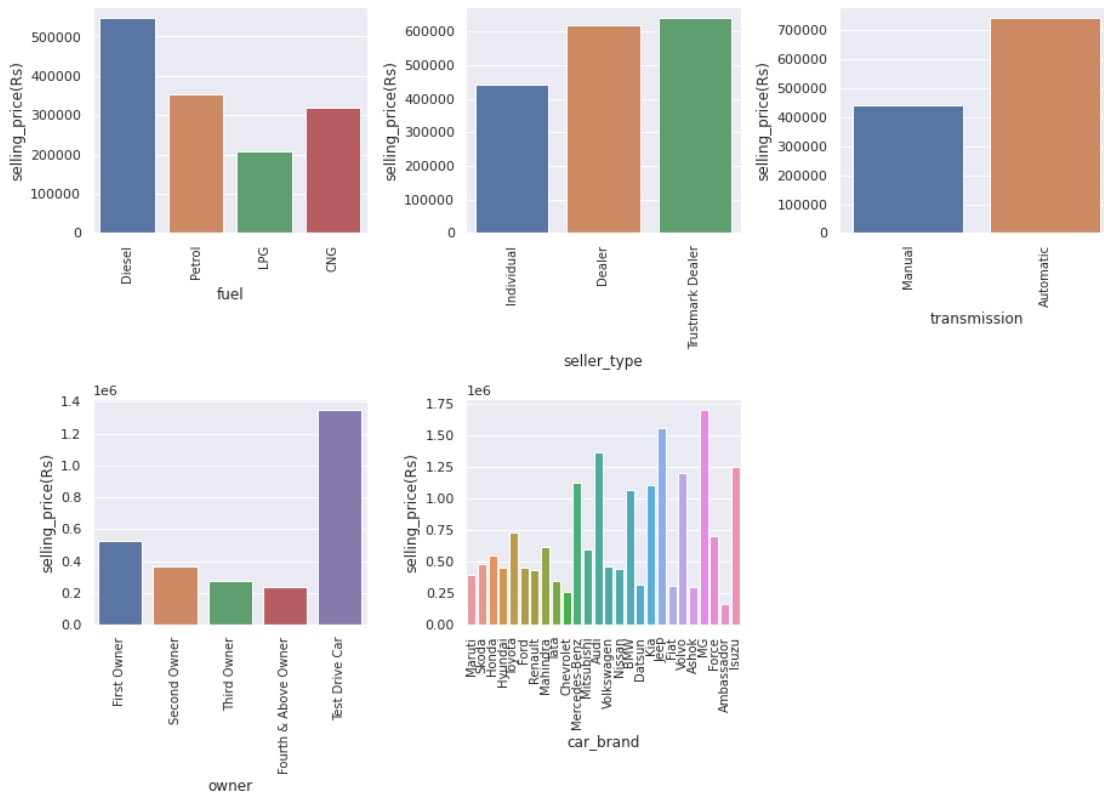 selling_price(Rs)
500000
400000
300000
200000
100000
0
Diesel
Petrol
LPG
CNG
fuel
selling_price(Rs)
600000
500000
400000
300000
200000
100000
0
Individual
Dealer
Trustmark Dealer
seller_type
selling_price(Rs)
700000
600000
500000
400000
300000
200000
100000
0
Manual
Automatic
transmission
1e6
selling_price(Rs)
1.4
1.2
1.0
0.8
0.6
0.4
0.2
0.0
First Owner
Second Owner
Third Owner
Fourth & Above Owner
Test Drive Car
owner
1e6
selling_price(Rs)
1.75
1.50
1.25
1.00
0.75
0.50
0.25
0.00
Maruti
Skoda
Honda
Hyundai
Toyota
Ford
Renault
Mahindra
Tata
Chevrolet
Mercedes-Benz
Mitsubishi
Audi
Volkswagen
Nissan
BMW
Datsun
Kia
Jeep
Fiat
Volvo
Ashok
MG
Force
Ambassador
Isuzu
car_brand